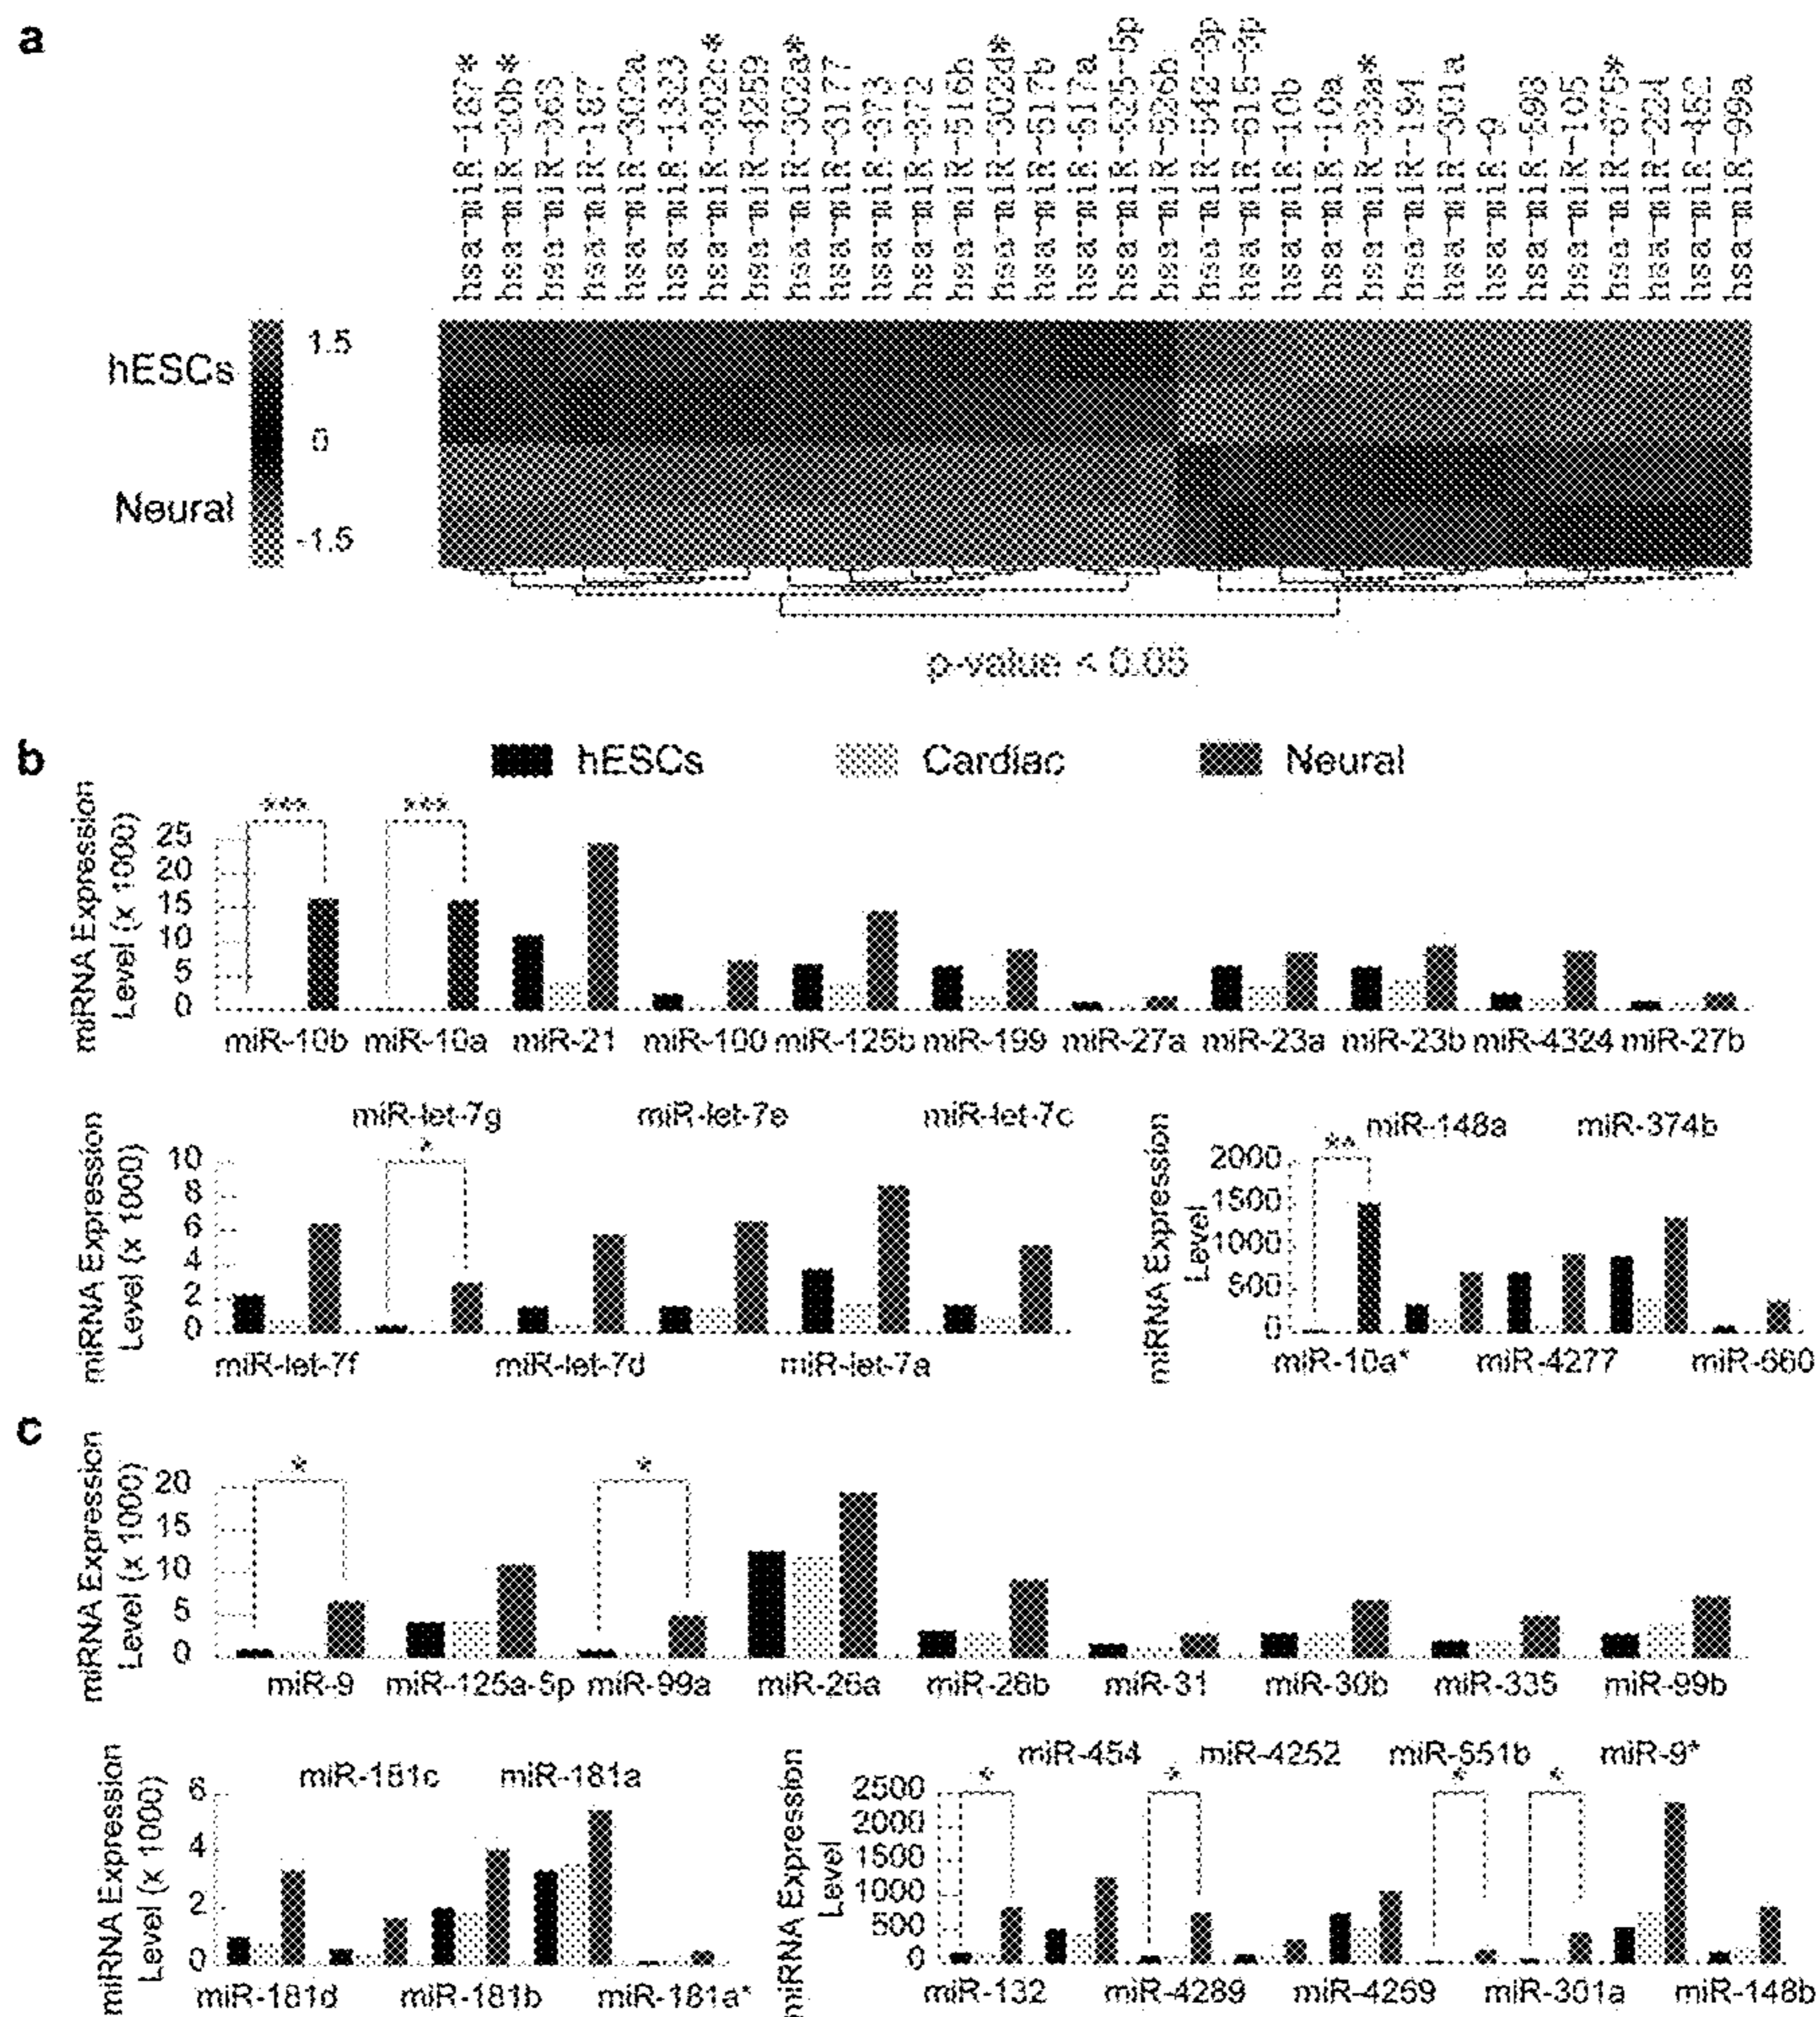 a
hsa-miR-187*
hsa-miR-20b*
hsa-miR-363
hsa-miR-187
hsa-miR-302a
hsa-miR-1323
hsa-miR-302c*
hsa-miR-4259
hsa-miR-302a*
hsa-miR-3177
hsa-miR-373
hsa-miR-372
hsa-miR-516b
hsa-miR-302d*
hsa-miR-517b
hsa-miR-517a
hsa-miR-525-5p
hsa-miR-526b
hsa-miR-542-3p
hsa-miR-615-3p
hsa-miR-10b
hsa-miR-10a
hsa-miR-33a*
hsa-miR-194
hsa-miR-301a
hsa-miR-9
hsa-miR-598
hsa-miR-105
hsa-miR-675*
hsa-miR-224
hsa-miR-452
hsa-miR-99a
hESCs
Neural
1.5
0
-1.5
p-value < 0.05
b
hESCs Cardiac Neural
miRNA Expression
Level (x 1000)
25
20
15
10
5
0
*** ***
miR-10b miR-10a miR-21 miR-100 miR-125b miR-199 miR-27a miR-23a miR-23b miR-4324 miR-27b
miRNA Expression
Level (x 1000)
10
8
6
4
2
0
miR-let-7g miR-let-7e miR-let-7c
*
miR-let-7f miR-let-7d miR-let-7a
miRNA Expression
Level
2000
1500
1000
500
0
miR-148a miR-374b
**
miR-10a* miR-4277 miR-660
c
miRNA Expression
Level (x 1000)
20
15
10
5
0
* *
miR-9 miR-125a-5p miR-99a miR-26a miR-26b miR-31 miR-30b miR-335 miR-99b
miRNA Expression
Level (x 1000)
6
4
2
0
miR-181c miR-181a
miR-181d miR-181b miR-181a*
miRNA Expression
Level
2500
2000
1500
1000
500
0
miR-454 miR-4252 miR-551b miR-9*
* * * *
miR-132 miR-4289 miR-4269 miR-301a miR-148b